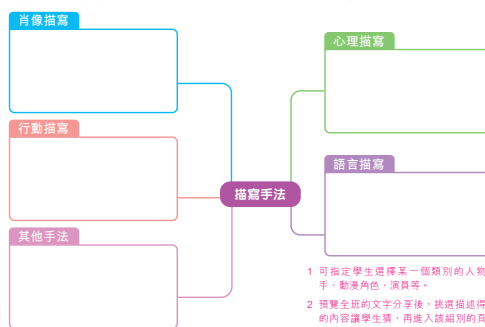 肖像描寫
心理描寫
行動描寫
語言描寫
描寫手法
其他手法
1 可指定學生選擇某一個類別的人物
手、動漫角色、演員等。
2 預覽全班的文字分享後，挑選描述得
的內容讓學生猜，再進入該組別的頁